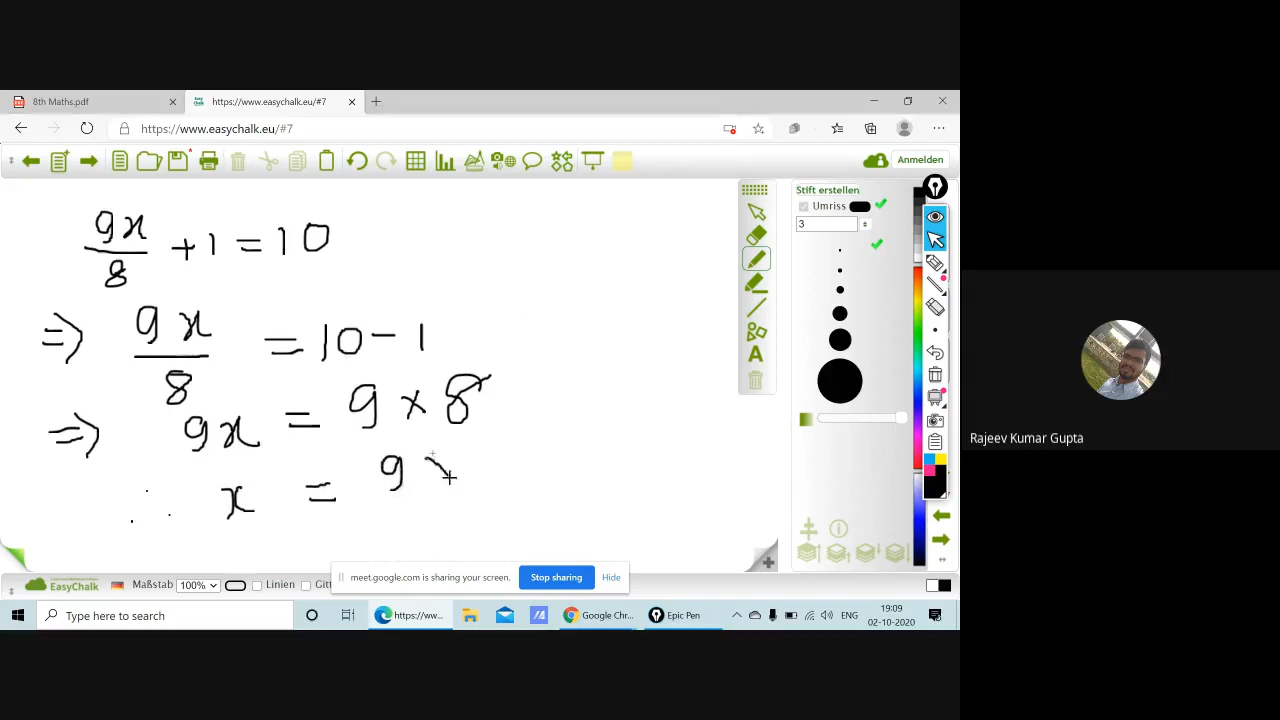 8th Maths.pdf
https://www.easychalk.eu/#7
https://www.easychalk.eu/#7
Anmelden
Stift erstellen
Umriss
3
9x/8 + 1 = 10
⇒ 9x/8 = 10 - 1
⇒ 9x = 9 × 8
∴ x = 9
Rajeev Kumar Gupta
meet.google.com is sharing your screen.
Stop sharing
Hide
EasyChalk
Maßstab 100%
Linien
Gitt
Type here to search
https://ww...
Google Chr...
Epic Pen
ENG
19:09
02-10-2020